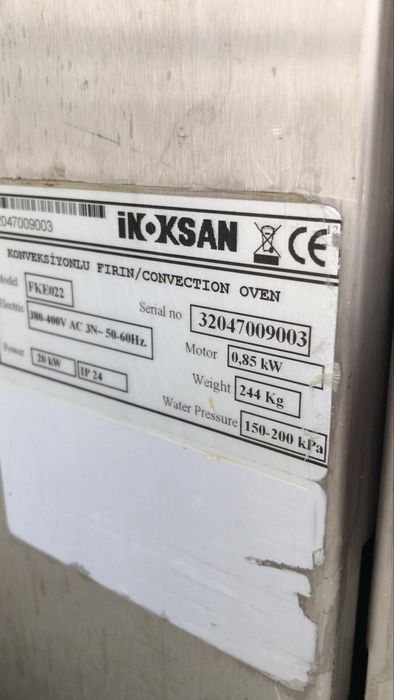 2047009003
iNOKSAN
CE
KONVEKSİYONLU FIRIN/CONVECTION OVEN
Model FKE022 Serial no 32047009003
Electric 380-400V AC 3N~ 50-60Hz. Motor 0,85 kW
Power 20 kW IP 24 Weight 244 Kg
Water Pressure 150-200 kPa